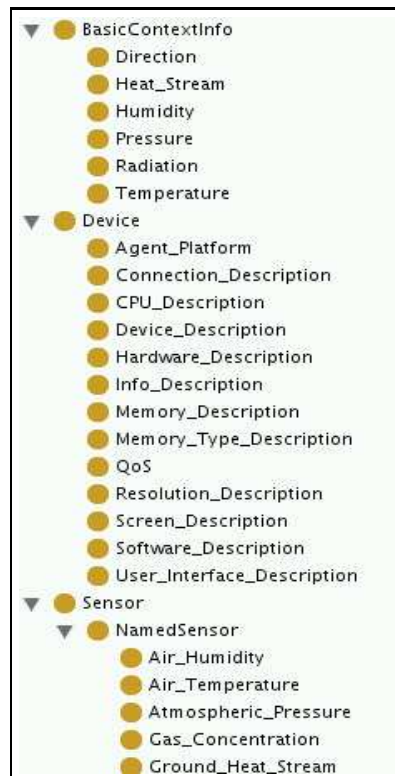 BasicContextInfo
Direction
Heat_Stream
Humidity
Pressure
Radiation
Temperature
Device
Agent_Platform
Connection_Description
CPU_Description
Device_Description
Hardware_Description
Info_Description
Memory_Description
Memory_Type_Description
QoS
Resolution_Description
Screen_Description
Software_Description
User_Interface_Description
Sensor
NamedSensor
Air_Humidity
Air_Temperature
Atmospheric_Pressure
Gas_Concentration
Ground_Heat_Stream